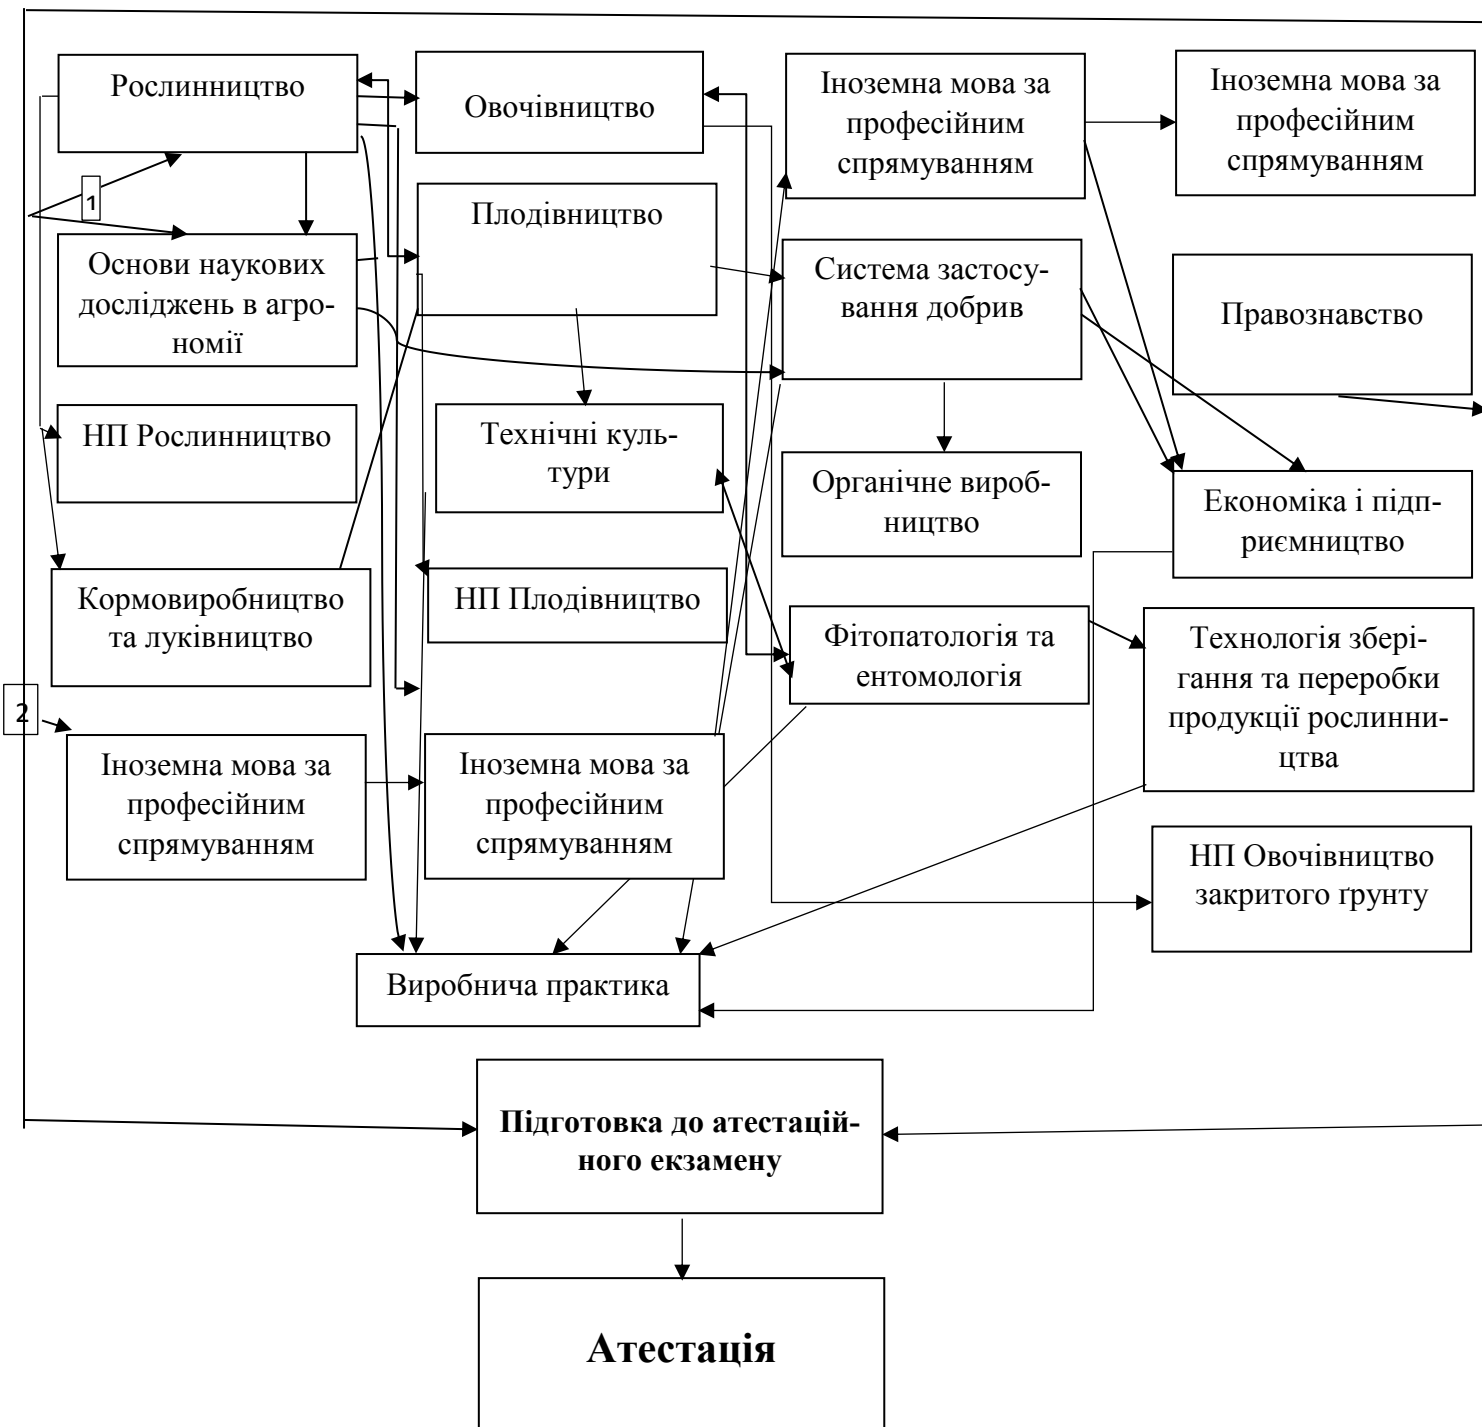 Рослинництво
Овочівництво
Іноземна мова за
професійним
спрямуванням
Іноземна мова за
професійним
спрямуванням
1
Плодівництво
Основи наукових
досліджень в агро-
номії
Система застосу-
вання добрив
Правознавство
НП Рослинництво
Технічні куль-
тури
Органічне вироб-
ництво
Економіка і підп-
риємництво
Кормовиробництво
та луківництво
НП Плодівництво
Фітопатологія та
ентомологія
Технологія збері-
гання та переробки
продукції рослинни-
цтва
2
Іноземна мова за
професійним
спрямуванням
Іноземна мова за
професійним
спрямуванням
НП Овочівництво
закритого ґрунту
Виробнича практика
Підготовка до атестацій-
ного екзамену
Атестація